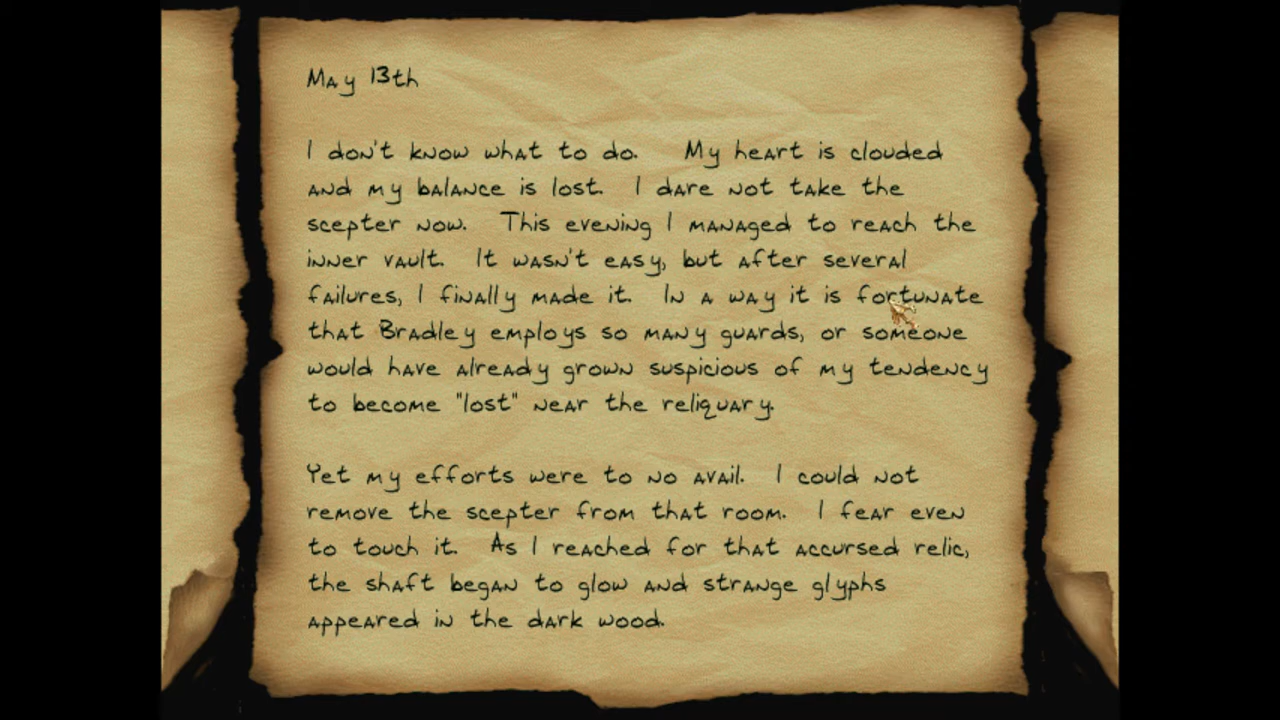 May 13th
I don't know what to do. My heart is clouded
and my balance is lost. I dare not take the
scepter now. This evening I managed to reach the
inner vault. It wasn't easy, but after several
failures, I finally made it. In a way it is fortunate
that Bradley employs so many guards, or someone
would have already grown suspicious of my tendency
to become "lost" near the reliquary.
Yet my efforts were to no avail. I could not
remove the scepter from that room. I fear even
to touch it. As I reached for that accursed relic,
the shaft began to glow and strange glyphs
appeared in the dark wood.